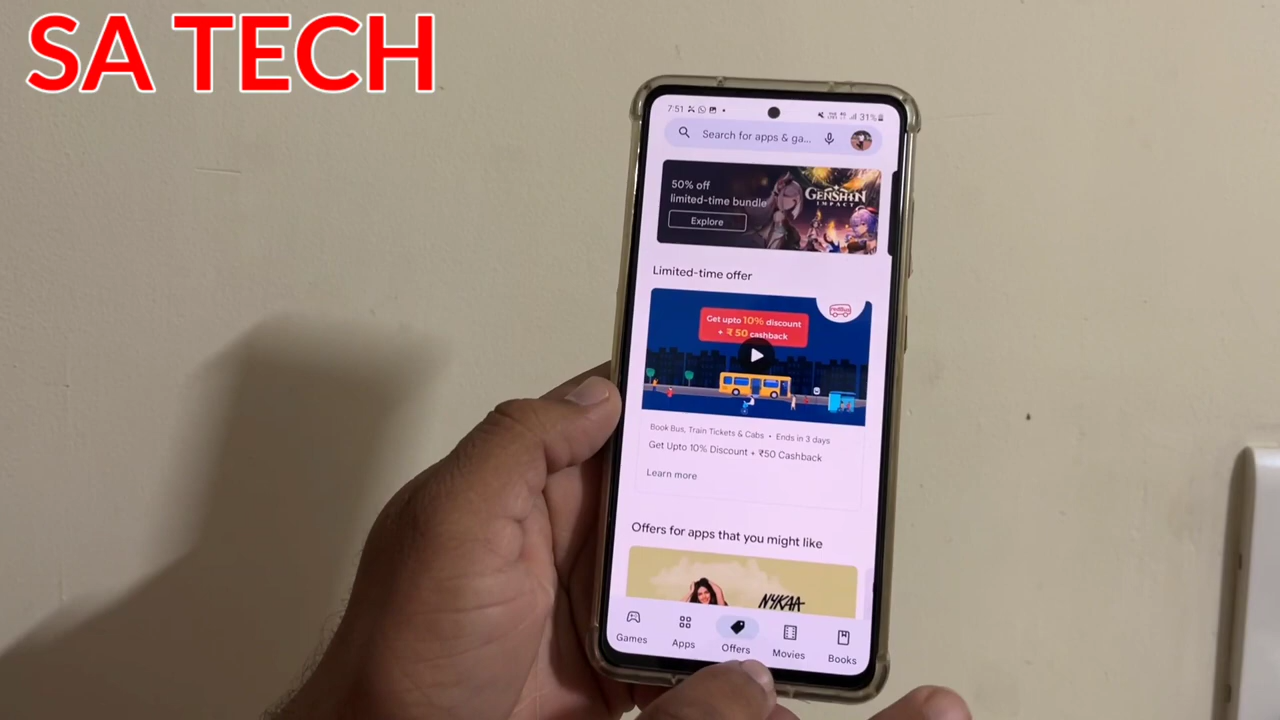 SA TECH
7:51
31%
Search for apps & ga...
50% off
limited-time bundle
GENSHIN
IMPACT
Explore
Limited-time offer
redBus
Get upto 10% discount
+ ₹ 50 cashback
Book Bus, Train Tickets & Cabs • Ends in 3 days
Get Upto 10% Discount + ₹50 Cashback
Learn more
Offers for apps that you might like
NYKAA
Games
Apps
Offers
Movies
Books